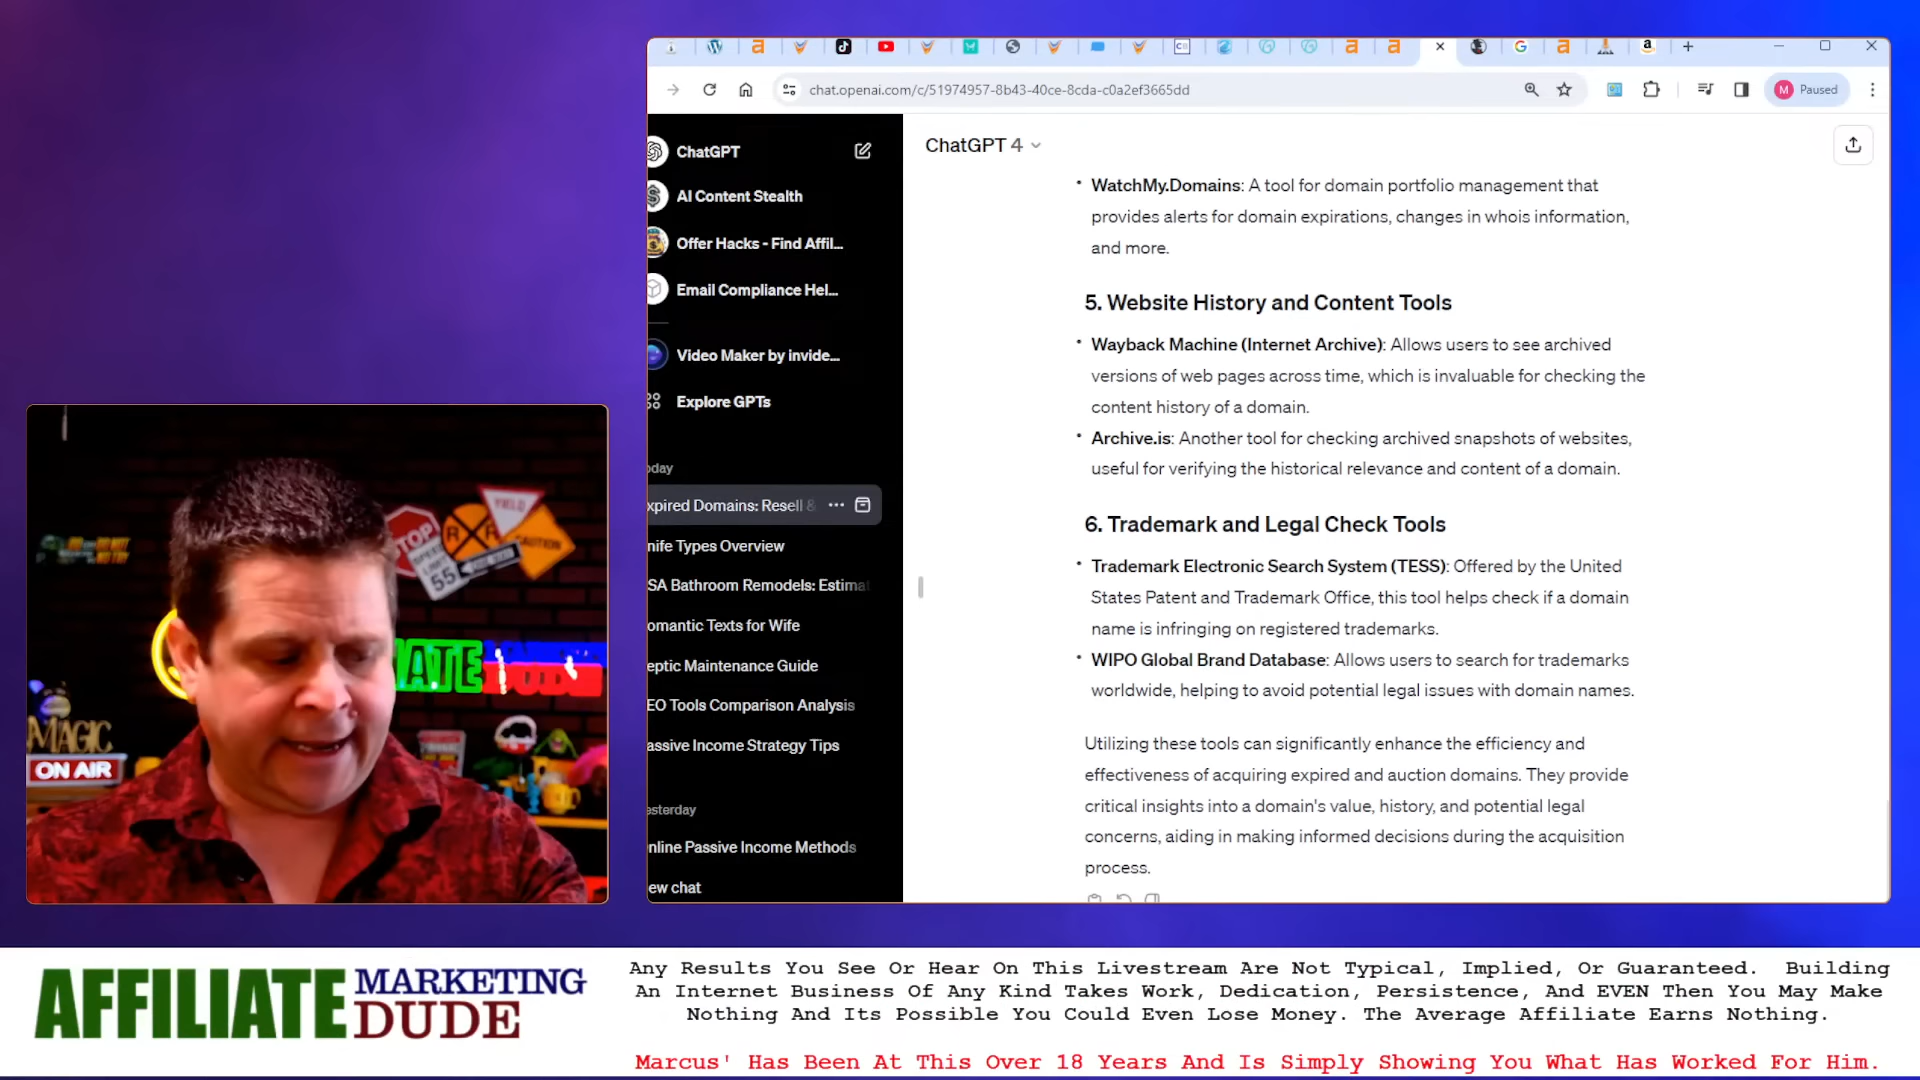 chat.openai.com/c/51974957-8b43-40ce-8cda-c0a2ef3665dd
M Paused
ChatGPT
AI Content Stealth
Offer Hacks - Find Affil...
Email Compliance Hel...
Video Maker by invide...
Explore GPTs
oday
xpired Domains: Resell &
nife Types Overview
SA Bathroom Remodels: Estima
omantic Texts for Wife
eptic Maintenance Guide
EO Tools Comparison Analysis
assive Income Strategy Tips
esterday
nline Passive Income Methods
ew chat
ChatGPT 4
• WatchMy.Domains: A tool for domain portfolio management that
provides alerts for domain expirations, changes in whois information,
and more.
5. Website History and Content Tools
• Wayback Machine (Internet Archive): Allows users to see archived
versions of web pages across time, which is invaluable for checking the
content history of a domain.
• Archive.is: Another tool for checking archived snapshots of websites,
useful for verifying the historical relevance and content of a domain.
6. Trademark and Legal Check Tools
• Trademark Electronic Search System (TESS): Offered by the United
States Patent and Trademark Office, this tool helps check if a domain
name is infringing on registered trademarks.
• WIPO Global Brand Database: Allows users to search for trademarks
worldwide, helping to avoid potential legal issues with domain names.
Utilizing these tools can significantly enhance the efficiency and
effectiveness of acquiring expired and auction domains. They provide
critical insights into a domain's value, history, and potential legal
concerns, aiding in making informed decisions during the acquisition
process.
YIELD
STOP
R R
CAUTION
SPEED
55
ATE
DUDE
MAGIC
ON AIR
AFFILIATE MARKETING
DUDE
Any Results You See Or Hear On This Livestream Are Not Typical, Implied, Or Guaranteed. Building
An Internet Business Of Any Kind Takes Work, Dedication, Persistence, And EVEN Then You May Make
Nothing And Its Possible You Could Even Lose Money. The Average Affiliate Earns Nothing.
Marcus' Has Been At This Over 18 Years And Is Simply Showing You What Has Worked For Him.